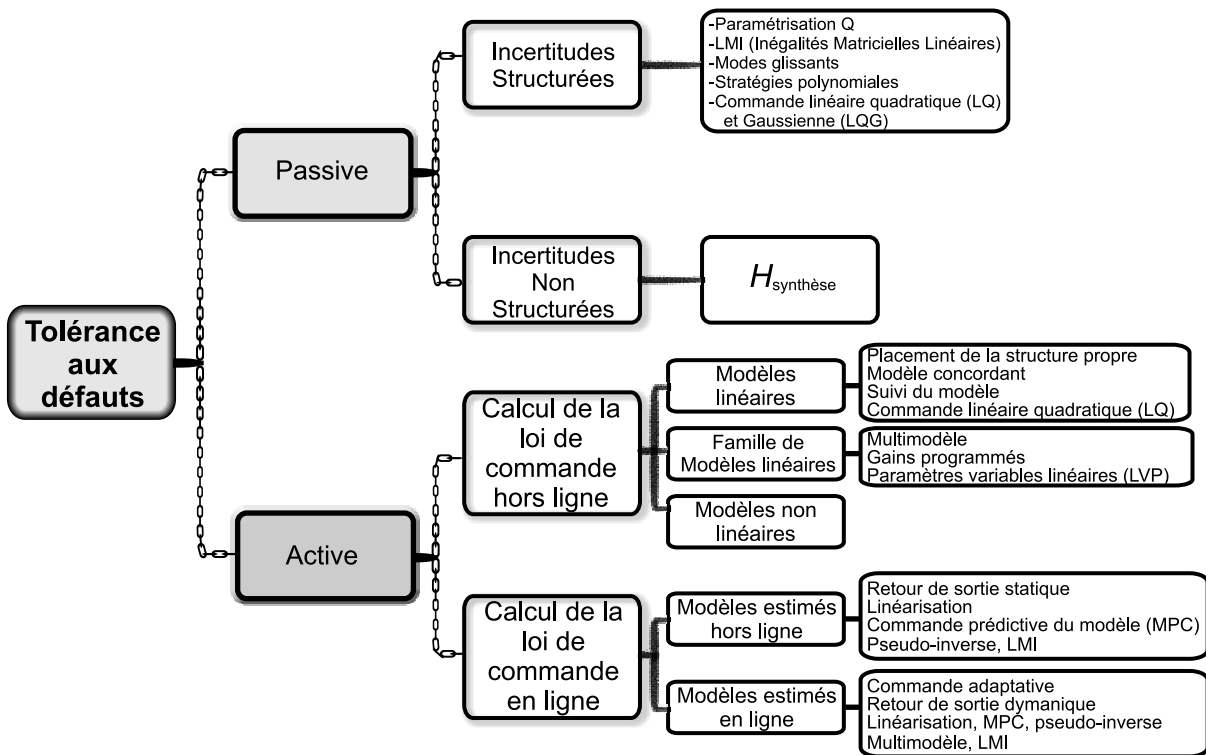 Tolérance
aux
défauts
Passive
Incertitudes
Structurées
-Paramétrisation Q
-LMI (Inégalités Matricielles Linéaires)
-Modes glissants
-Stratégies polynomiales
-Commande linéaire quadratique (LQ)
et Gaussienne (LQG)
Incertitudes
Non
Structurées
H synthèse
Active
Calcul de la
loi de
commande
hors ligne
Modèles
linéaires
Placement de la structure propre
Modèle concordant
Suivi du modèle
Commande linéaire quadratique (LQ)
Famille de
Modèles linéaires
Multimodèle
Gains programmés
Paramètres variables linéaires (LVP)
Modèles non
linéaires
Calcul de la
loi de
commande
en ligne
Modèles estimés
hors ligne
Retour de sortie statique
Linéarisation
Commande prédictive du modèle (MPC)
Pseudo-inverse, LMI
Modèles estimés
en ligne
Commande adaptative
Retour de sortie dymanique
Linéarisation, MPC, pseudo-inverse
Multimodèle, LMI